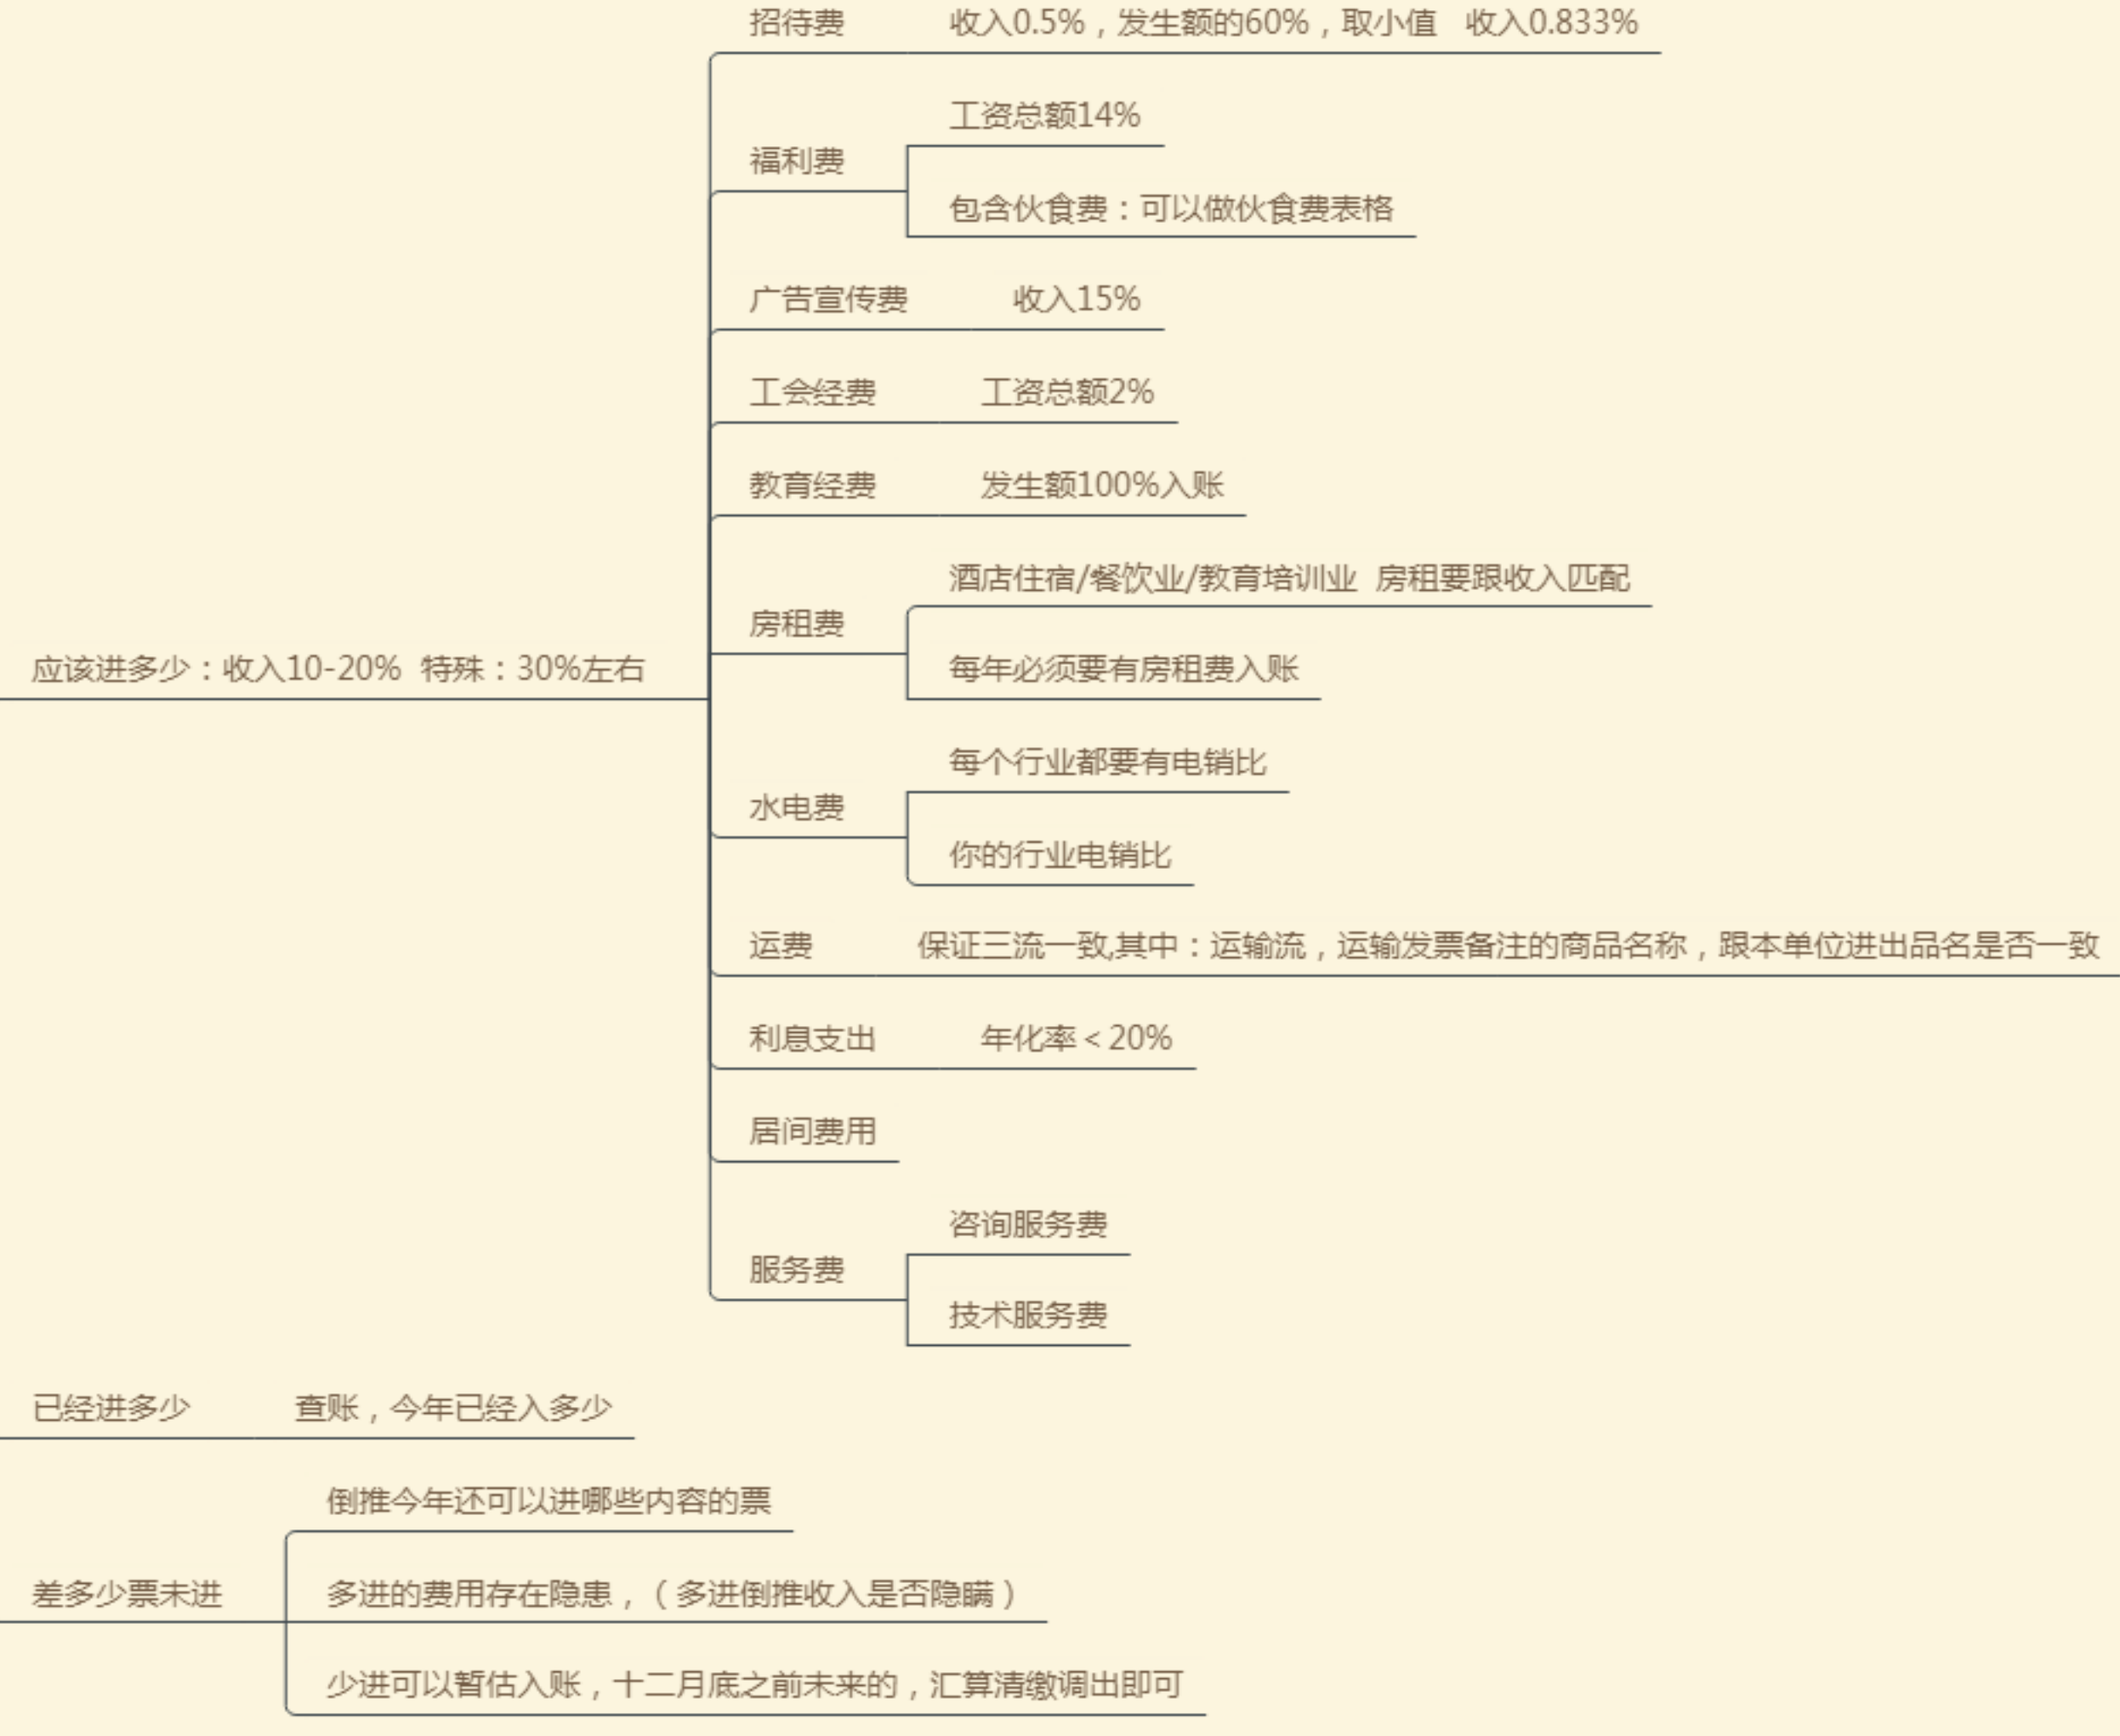 招待费 收入0.5%，发生额的60%，取小值 收入0.833%
工资总额14%
福利费
包含伙食费：可以做伙食费表格
广告宣传费 收入15%
工会经费 工资总额2%
教育经费 发生额100%入账
酒店住宿/餐饮业/教育培训业 房租要跟收入匹配
房租费
应该进多少：收入10-20% 特殊：30%左右
每年必须要有房租费入账
每个行业都要有电销比
水电费
你的行业电销比
运费 保证三流一致,其中：运输流，运输发票备注的商品名称，跟本单位进出品名是否一致
利息支出 年化率＜20%
居间费用
咨询服务费
服务费
技术服务费
已经进多少 查账，今年已经入多少
倒推今年还可以进哪些内容的票
差多少票未进
多进的费用存在隐患，（多进倒推收入是否隐瞒）
少进可以暂估入账，十二月底之前未来的，汇算清缴调出即可